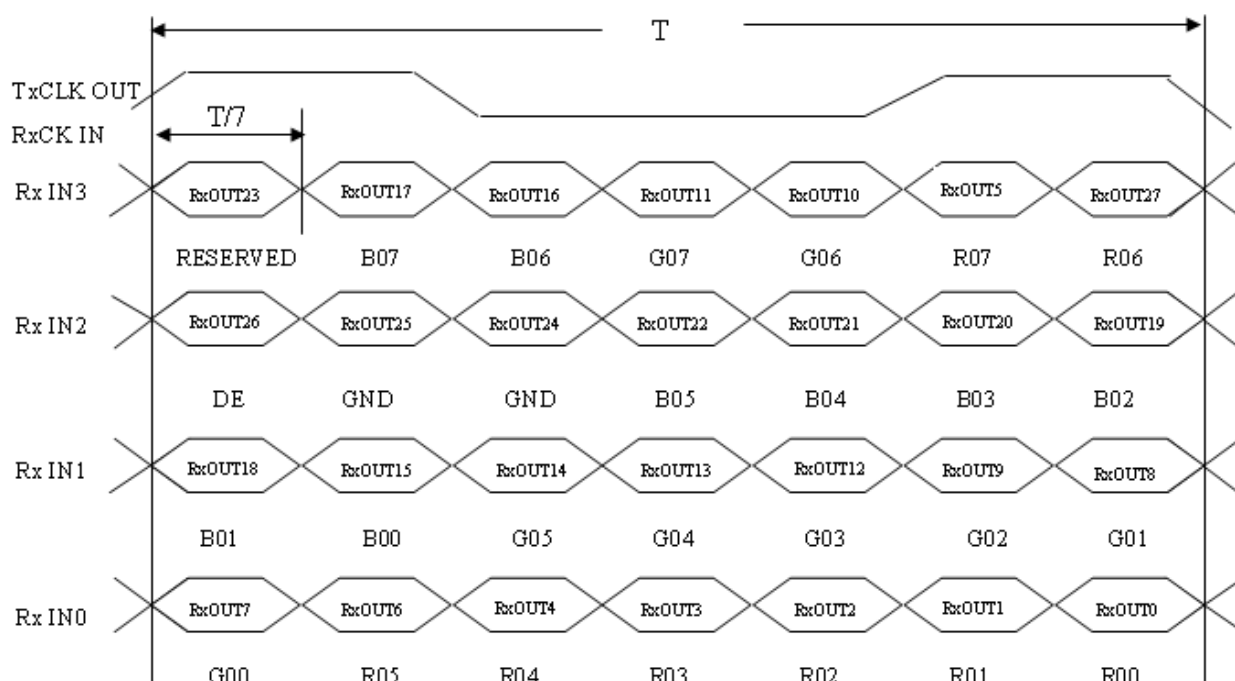 T
TxCLK OUT
T/7
RxCK IN
Rx IN3 RxOUT23 RxOUT17 RxOUT16 RxOUT11 RxOUT10 RxOUT5 RxOUT27
RESERVED B07 B06 G07 G06 R07 R06
Rx IN2 RxOUT26 RxOUT25 RxOUT24 RxOUT22 RxOUT21 RxOUT20 RxOUT19
DE GND GND B05 B04 B03 B02
Rx IN1 RxOUT18 RxOUT15 RxOUT14 RxOUT13 RxOUT12 RxOUT9 RxOUT8
B01 B00 G05 G04 G03 G02 G01
Rx IN0 RxOUT7 RxOUT6 RxOUT4 RxOUT3 RxOUT2 RxOUT1 RxOUT0
G00 R05 R04 R03 R02 R01 R00